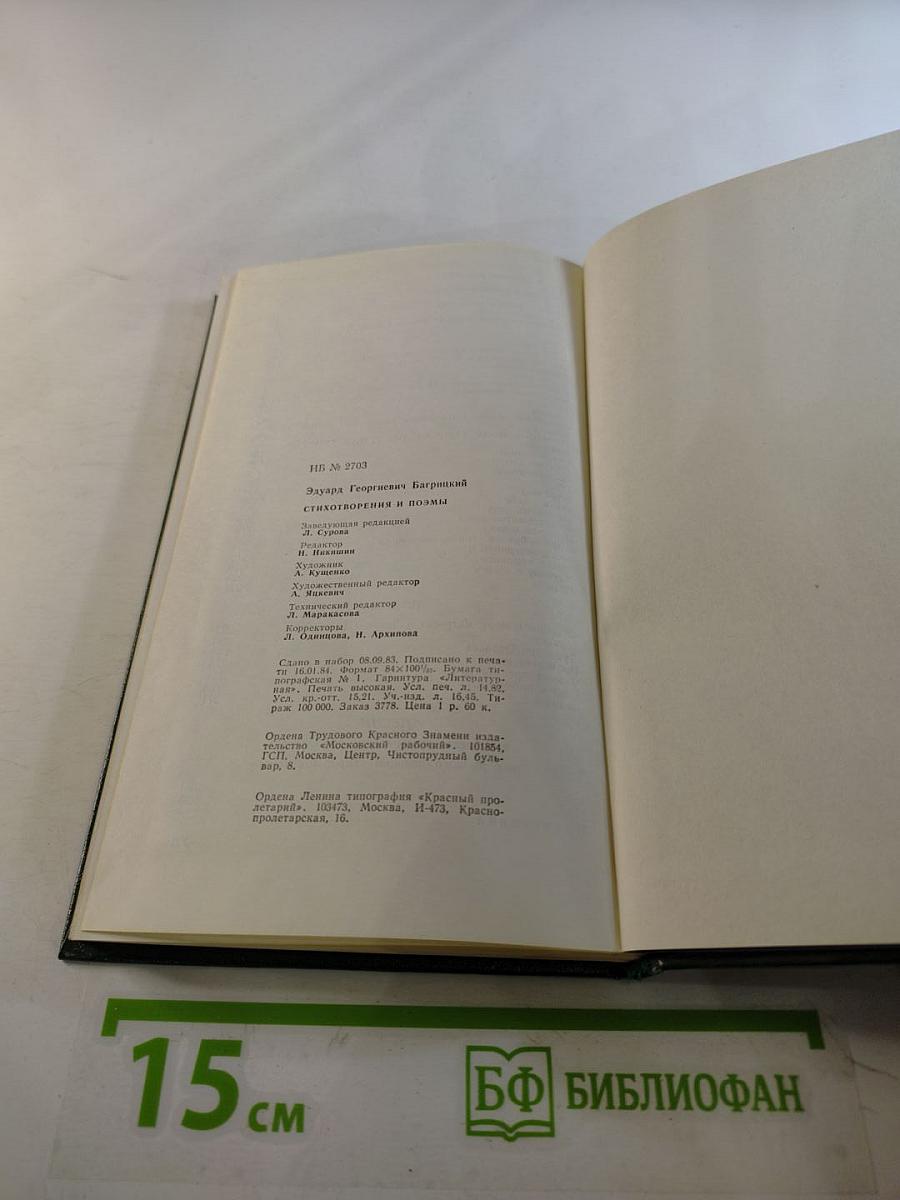 ИБ № 2703
Эдуард Георгиевич Багрицкий
СТИХОТВОРЕНИЯ И ПОЭМЫ
Заведующая редакцией
Л. Сурова
Редактор
Н. Никишин
Художник
А. Кущенко
Художественный редактор
А. Яцкевич
Технический редактор
Л. Маракасова
Корректоры
Л. Одинцова, Н. Архипова
Сдано в набор 08.09.83. Подписано к печа-
ти 16.01.84. Формат 84×100¹/₃₂. Бумага ти-
пографская № 1. Гарнитура «Литератур-
ная». Печать высокая. Усл. печ. л. 14,82.
Усл. кр.-отт. 15,21. Уч.-изд. л. 16,45. Ти-
раж 100 000. Заказ 3778. Цена 1 р. 60 к.
Ордена Трудового Красного Знамени изда-
тельство «Московский рабочий». 101854,
ГСП, Москва, Центр, Чистопрудный буль-
вар, 8.
Ордена Ленина типография «Красный про-
летарий». 103473, Москва, И-473, Красно-
пролетарская, 16.
15 см
БФ БИБЛИОФАН